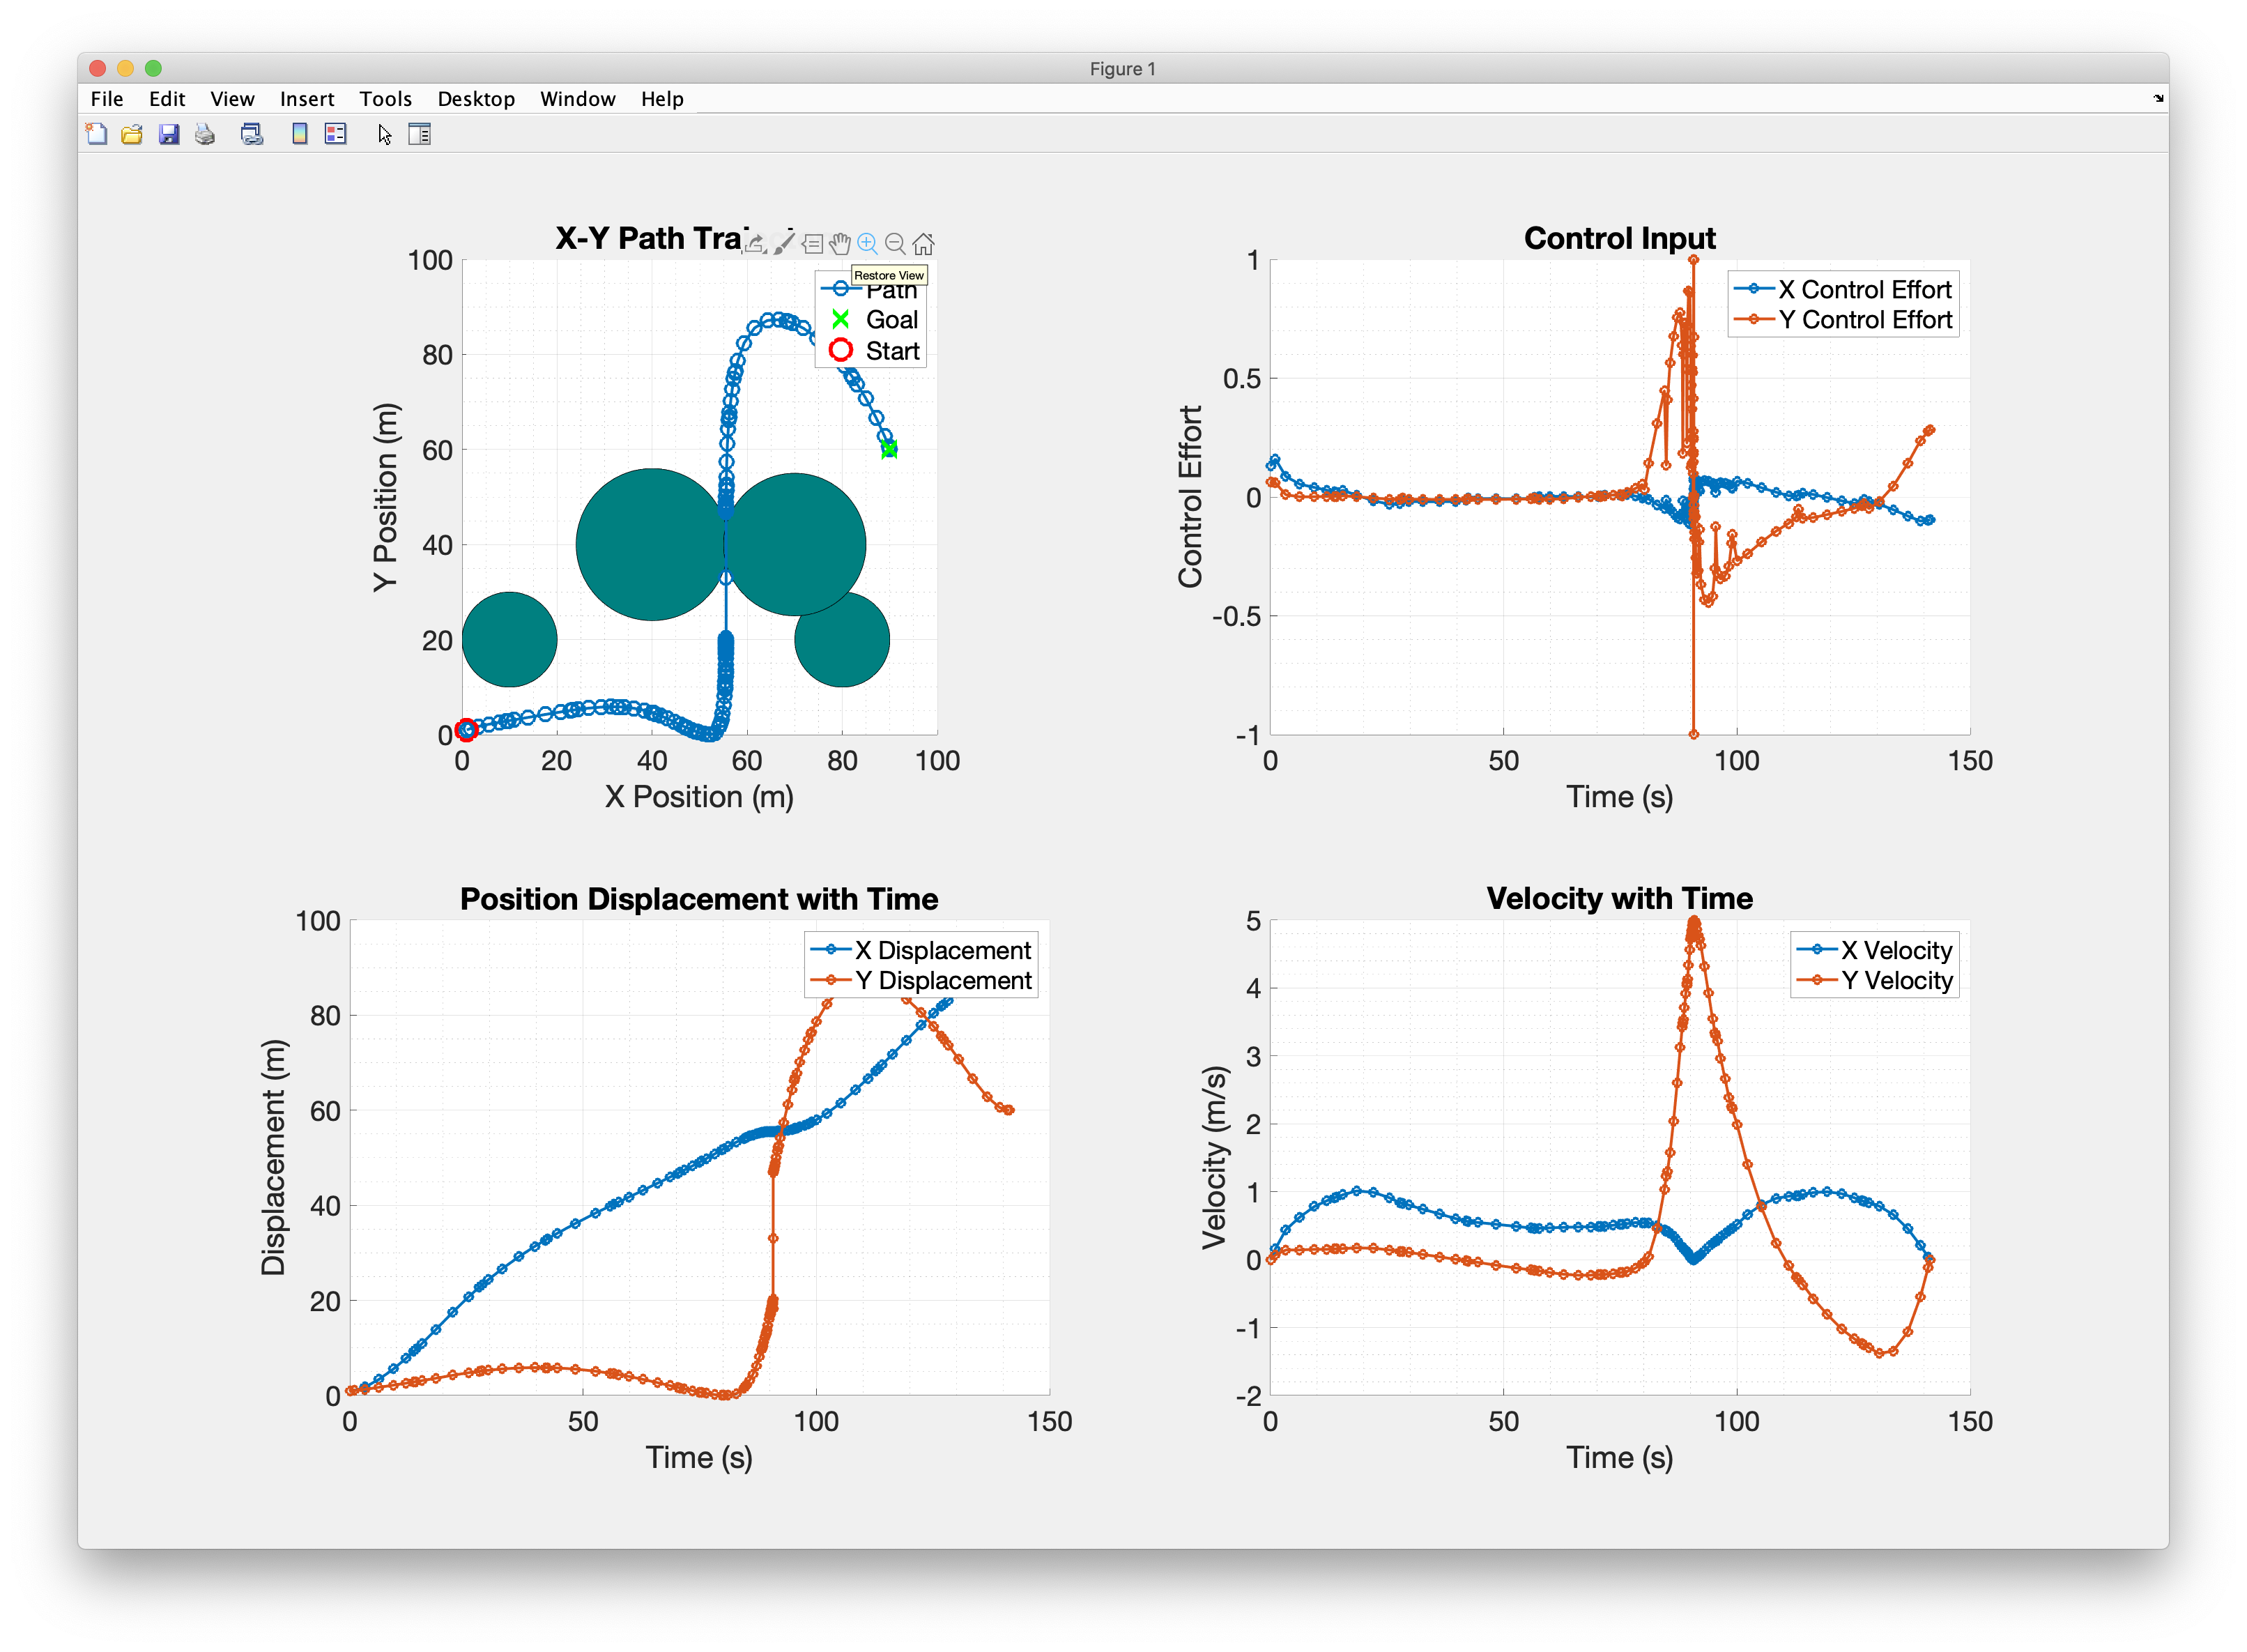 Figure 1
File Edit View Insert Tools Desktop Window Help
X-Y Path
Restore View
Path
Goal
Start
100
80
60
40
20
0
0 20 40 60 80 100
Y Position (m)
X Position (m)
Control Input
X Control Effort
Y Control Effort
1
0.5
0
-0.5
-1
0 50 100 150
Control Effort
Time (s)
Position Displacement with Time
X Displacement
Y Displacement
100
80
60
40
20
0
0 50 100 150
Displacement (m)
Time (s)
Velocity with Time
X Velocity
Y Velocity
5
4
3
2
1
0
-1
-2
0 50 100 150
Velocity (m/s)
Time (s)